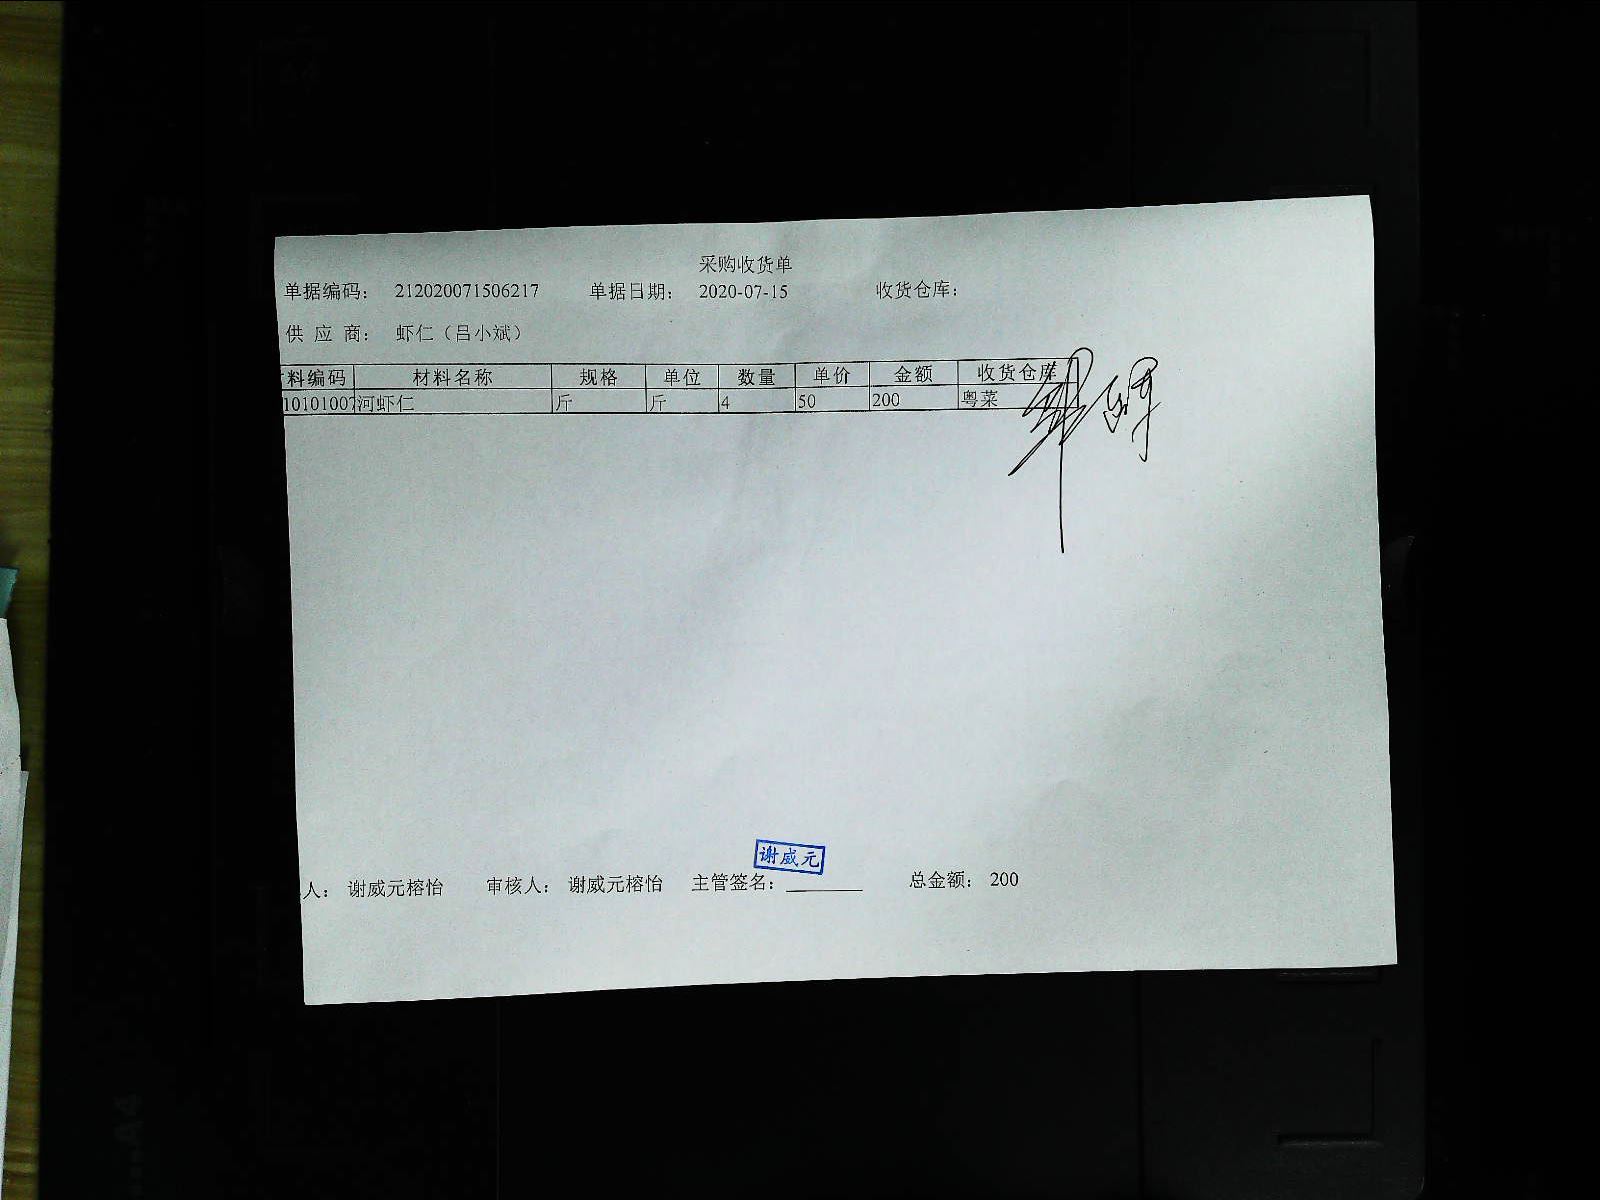 采购收货单
单据编码： 212020071506217 单据日期： 2020-07-15 收货仓库：
供 应 商： 虾仁（吕小斌）
料编码 材料名称 规格 单位 数量 单价 金额 收货仓库
10101007 河虾仁 斤 斤 4 50 200 粤菜
谢威元
人： 谢威元榕怡 审核人： 谢威元榕怡 主管签名：________ 总金额： 200